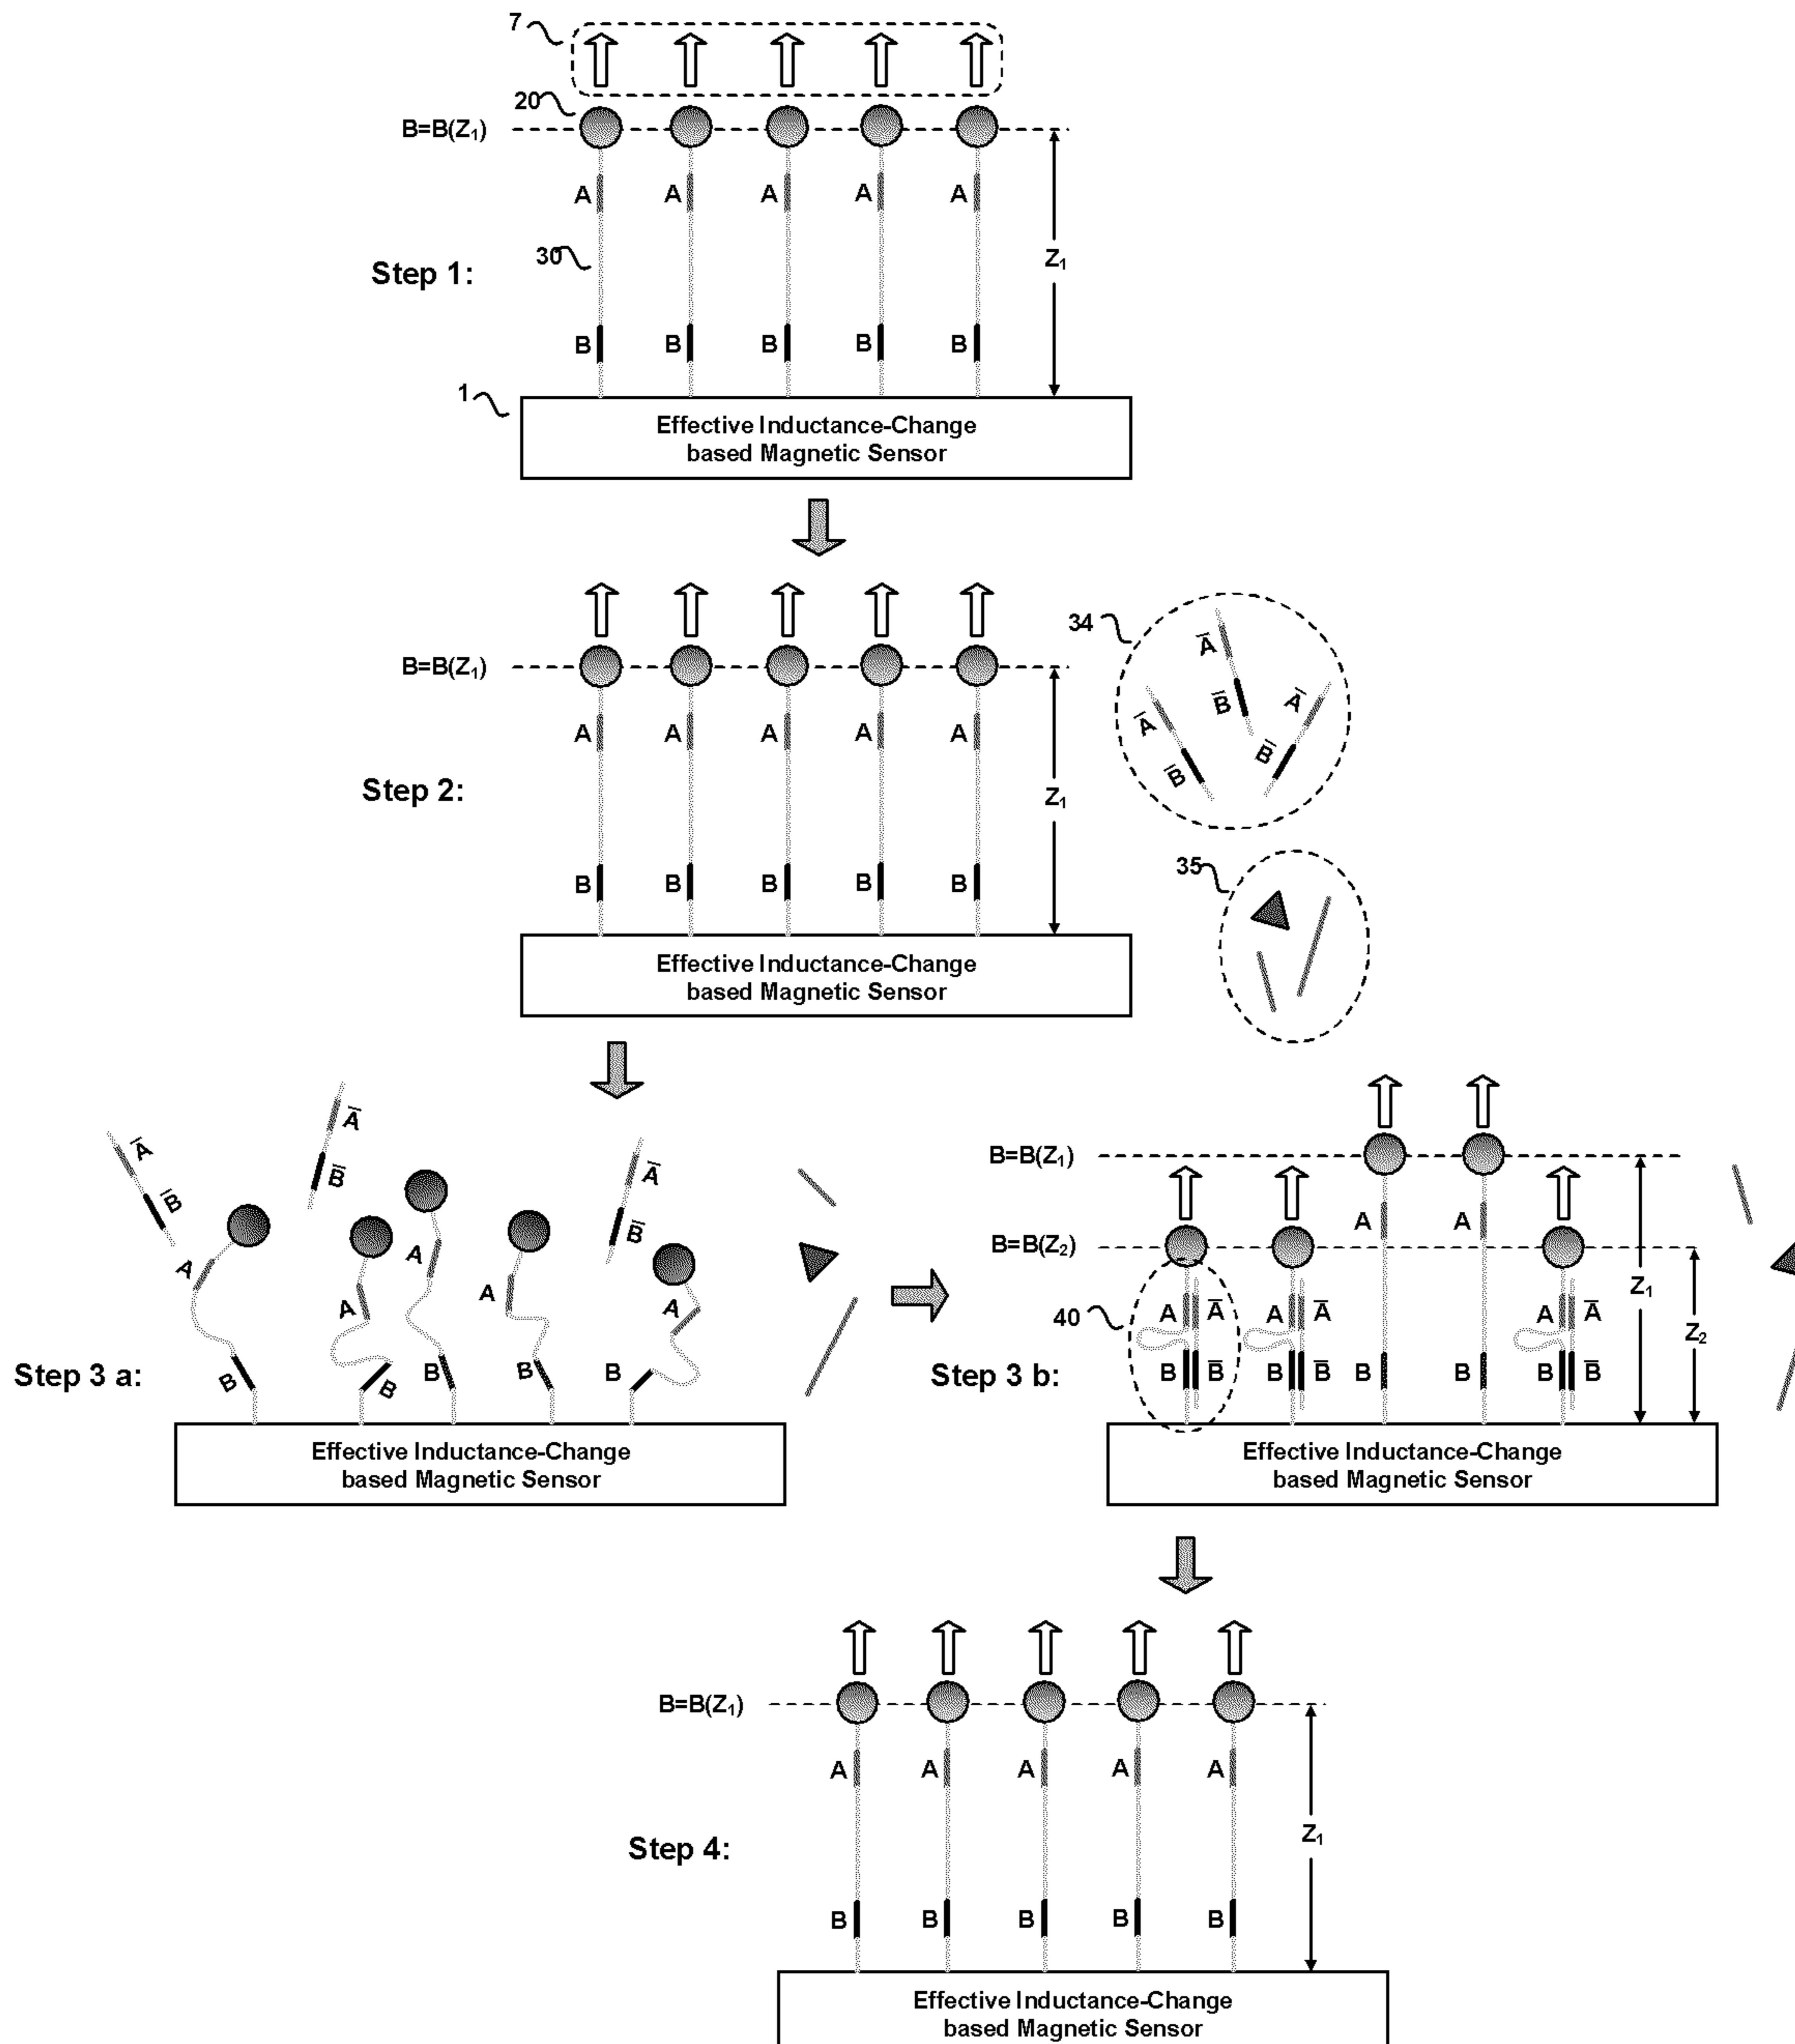 7
20
B=B(Z₁)
A A A A A
30
Z₁
Step 1:
B B B B B
1
Effective Inductance-Change
based Magnetic Sensor
34
A̅
B̅
A̅
B̅
A̅
B̅
B=B(Z₁)
A A A A A
Step 2:
Z₁
35
B B B B B
Effective Inductance-Change
based Magnetic Sensor
A̅
B̅
A̅
B̅
A̅
B̅
A A A A A
B B B B B
Step 3 a:
Effective Inductance-Change
based Magnetic Sensor
B=B(Z₁)
A A
B=B(Z₂)
Z₁
40
A A̅ A A̅ A A̅
Z₂
Step 3 b:
B B̅ B B̅ B B B B̅
Effective Inductance-Change
based Magnetic Sensor
B=B(Z₁)
A A A A A
Step 4:
Z₁
B B B B B
Effective Inductance-Change
based Magnetic Sensor